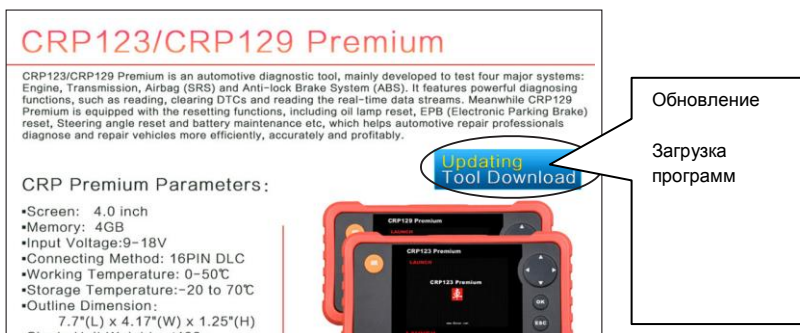 CRP123/CRP129 Premium
CRP123/CRP129 Premium is an automotive diagnostic tool, mainly developed to test four major systems:
Engine, Transmission, Airbag (SRS) and Anti-lock Brake System (ABS). It features powerful diagnosing
functions, such as reading, clearing DTCs and reading the real-time data streams. Meanwhile CRP129
Premium is equipped with the resetting functions, including oil lamp reset, EPB (Electronic Parking Brake)
reset, Steering angle reset and battery maintenance etc, which helps automotive repair professionals
diagnose and repair vehicles more efficiently, accurately and profitably.
Updating
Tool Download
Обновление
Загрузка
программ
CRP Premium Parameters:
▪Screen: 4.0 inch
▪Memory: 4GB
▪Input Voltage:9-18V
▪Connecting Method: 16PIN DLC
▪Working Temperature: 0-50℃
▪Storage Temperature:-20 to 70℃
▪Outline Dimension:
7.7"(L) x 4.17"(W) x 1.25"(H)
CRP129 Premium
LAUNCH
CRP123 Premium
LAUNCH
CRP123 Premium
OK
ESC